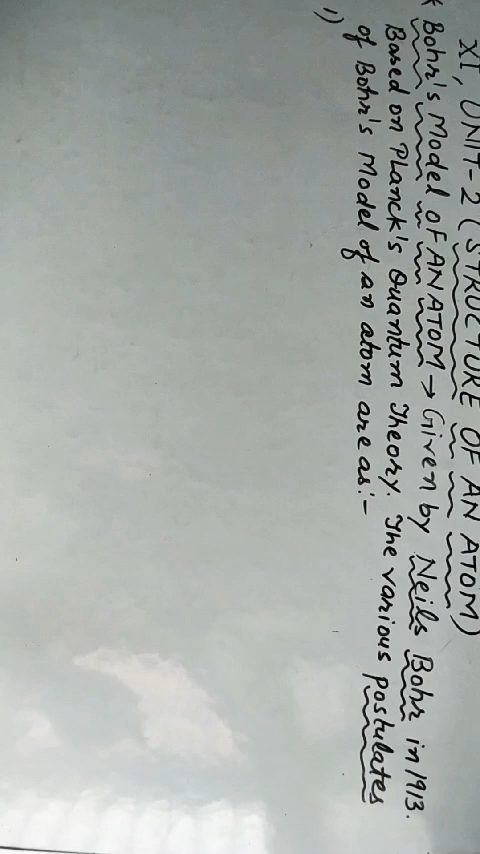 XI, UNIT-2 (STRUCTURE OF AN ATOM)
* Bohr's Model OF AN ATOM → Given by Neils Bohr in 1913.
Based on PLanck's Quantum Theory. The various postulates
of Bohr's Model of an atom are as:-
1)